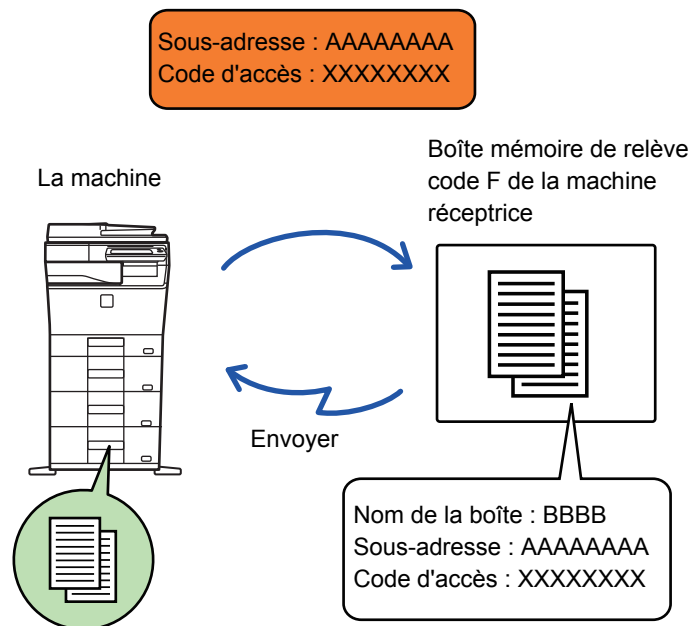 Sous-adresse : AAAAAAAA
Code d'accès : XXXXXXXX
La machine
Boîte mémoire de relève
code F de la machine
réceptrice
Envoyer
Nom de la boîte : BBBB
Sous-adresse : AAAAAAAA
Code d'accès : XXXXXXXX